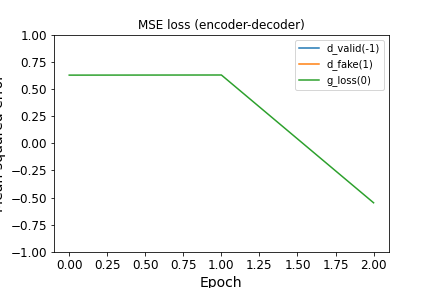 MSE loss (encoder-decoder)
1.00
0.75
0.50
0.25
0.00
−0.25
−0.50
−0.75
−1.00
d_valid(-1)
d_fake(1)
g_loss(0)
0.00 0.25 0.50 0.75 1.00 1.25 1.50 1.75 2.00
Epoch